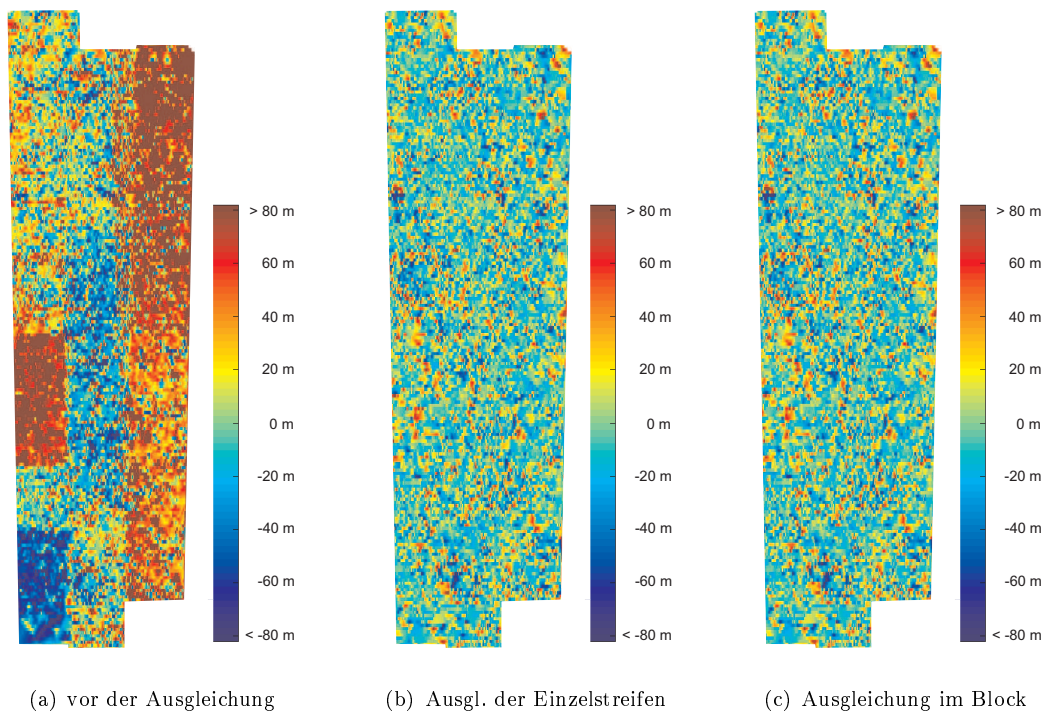 > 80 m
60 m
40 m
20 m
0 m
-20 m
-40 m
-60 m
< -80 m
> 80 m
60 m
40 m
20 m
0 m
-20 m
-40 m
-60 m
< -80 m
> 80 m
60 m
40 m
20 m
0 m
-20 m
-40 m
-60 m
< -80 m
(a) vor der Ausgleichung
(b) Ausgl. der Einzelstreifen
(c) Ausgleichung im Block